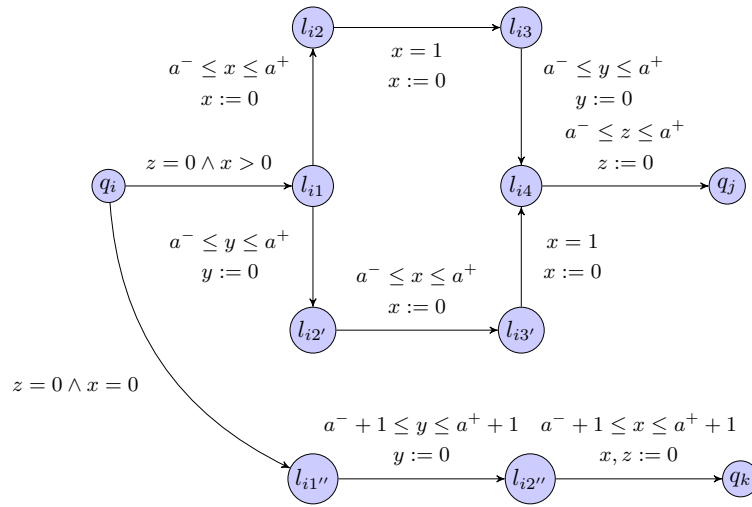 l_{i2}
l_{i3}
x = 1
x := 0
a^- ≤ x ≤ a^+
x := 0
a^- ≤ y ≤ a^+
y := 0
a^- ≤ z ≤ a^+
z := 0
q_i
z = 0 ∧ x > 0
l_{i1}
l_{i4}
q_j
a^- ≤ y ≤ a^+
y := 0
a^- ≤ x ≤ a^+
x := 0
x = 1
x := 0
l_{i2'}
l_{i3'}
z = 0 ∧ x = 0
a^- + 1 ≤ y ≤ a^+ + 1
y := 0
a^- + 1 ≤ x ≤ a^+ + 1
x, z := 0
l_{i1''}
l_{i2''}
q_k